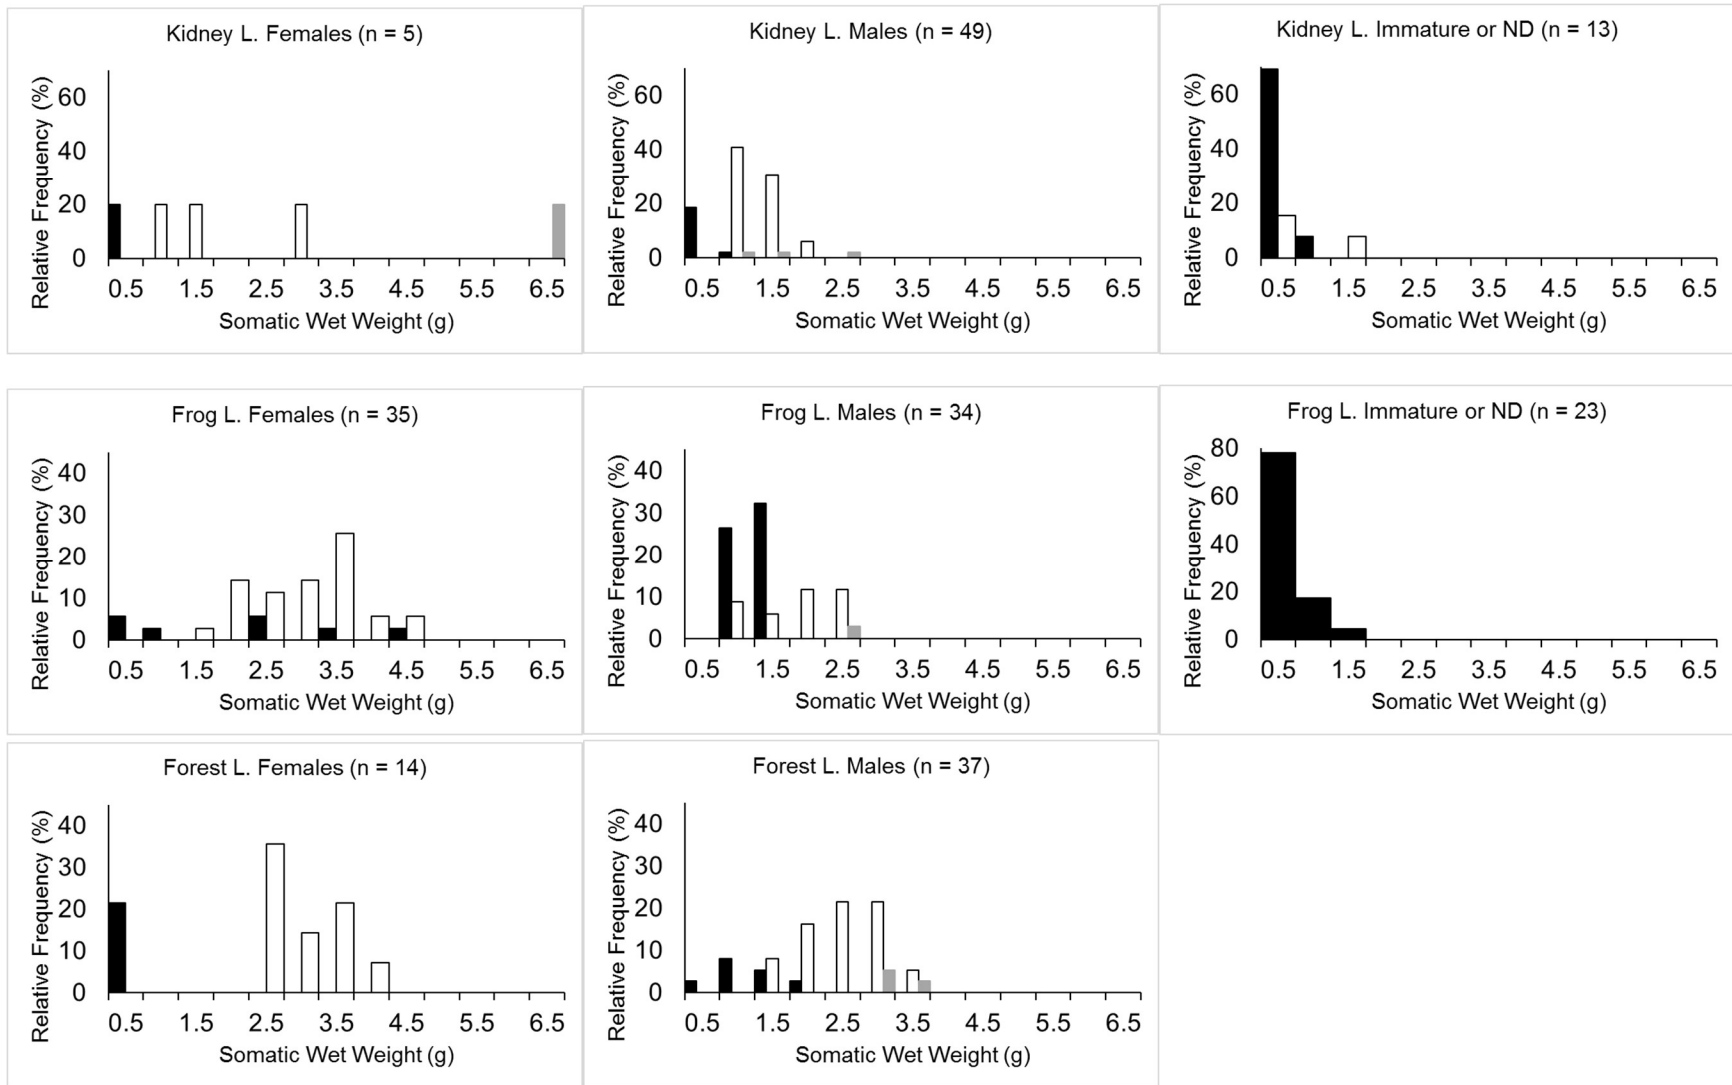 Kidney L. Females (n = 5)
Relative Frequency (%)
60
40
20
0
0.5 1.5 2.5 3.5 4.5 5.5 6.5
Somatic Wet Weight (g)
Kidney L. Males (n = 49)
Relative Frequency (%)
60
40
20
0
0.5 1.5 2.5 3.5 4.5 5.5 6.5
Somatic Wet Weight (g)
Kidney L. Immature or ND (n = 13)
Relative Frequency (%)
60
40
20
0
0.5 1.5 2.5 3.5 4.5 5.5 6.5
Somatic Wet Weight (g)
Frog L. Females (n = 35)
Relative Frequency (%)
40
30
20
10
0
0.5 1.5 2.5 3.5 4.5 5.5 6.5
Somatic Wet Weight (g)
Frog L. Males (n = 34)
Relative Frequency (%)
40
30
20
10
0
0.5 1.5 2.5 3.5 4.5 5.5 6.5
Somatic Wet Weight (g)
Frog L. Immature or ND (n = 23)
Relative Frequency (%)
80
60
40
20
0
0.5 1.5 2.5 3.5 4.5 5.5 6.5
Somatic Wet Weight (g)
Forest L. Females (n = 14)
Relative Frequency (%)
40
30
20
10
0
0.5 1.5 2.5 3.5 4.5 5.5 6.5
Somatic Wet Weight (g)
Forest L. Males (n = 37)
Relative Frequency (%)
40
30
20
10
0
0.5 1.5 2.5 3.5 4.5 5.5 6.5
Somatic Wet Weight (g)